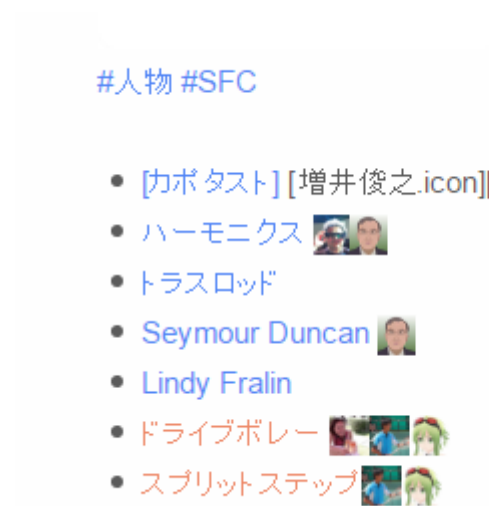 #人物 #SFC
[カポタスト] [増井俊之.icon]
ハーモニクス
トラスロッド
Seymour Duncan
Lindy Fralin
ドライブボレー
スプリットステップ